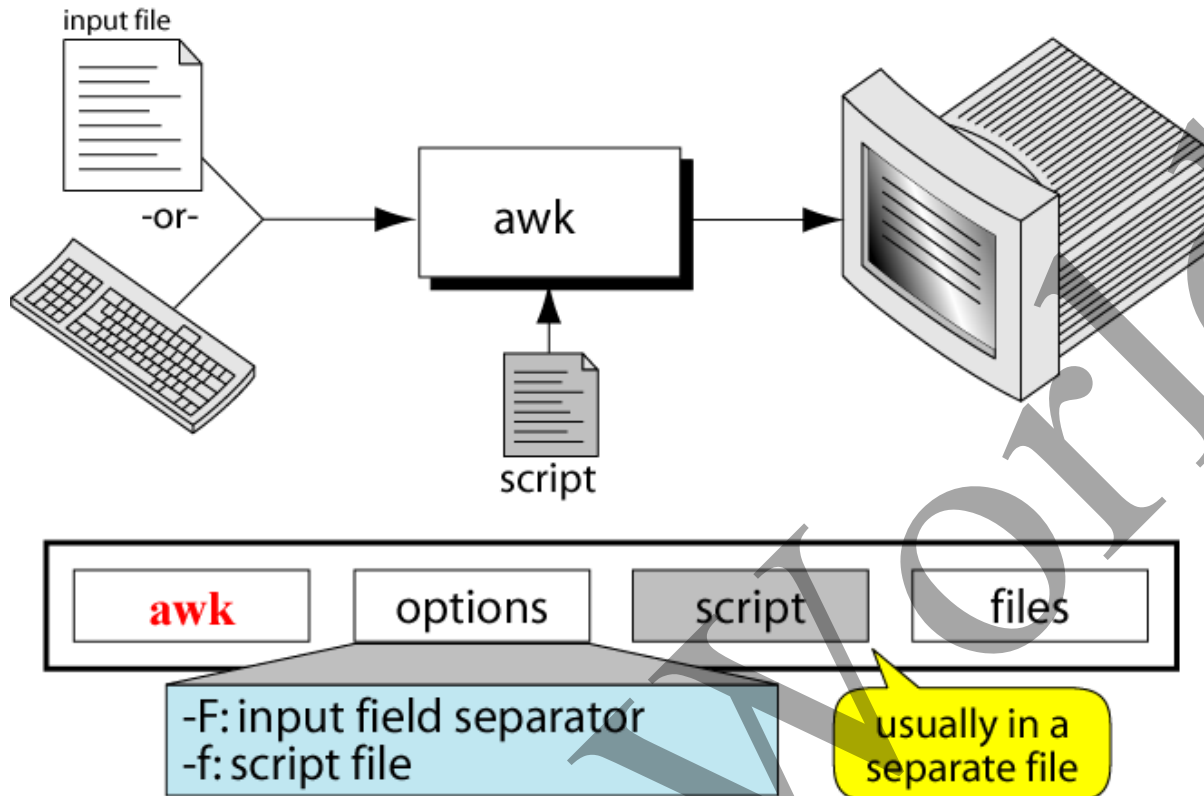 input file
-or-
awk
script
awk
options
script
files
-F: input field separator
-f: script file
usually in a
separate file